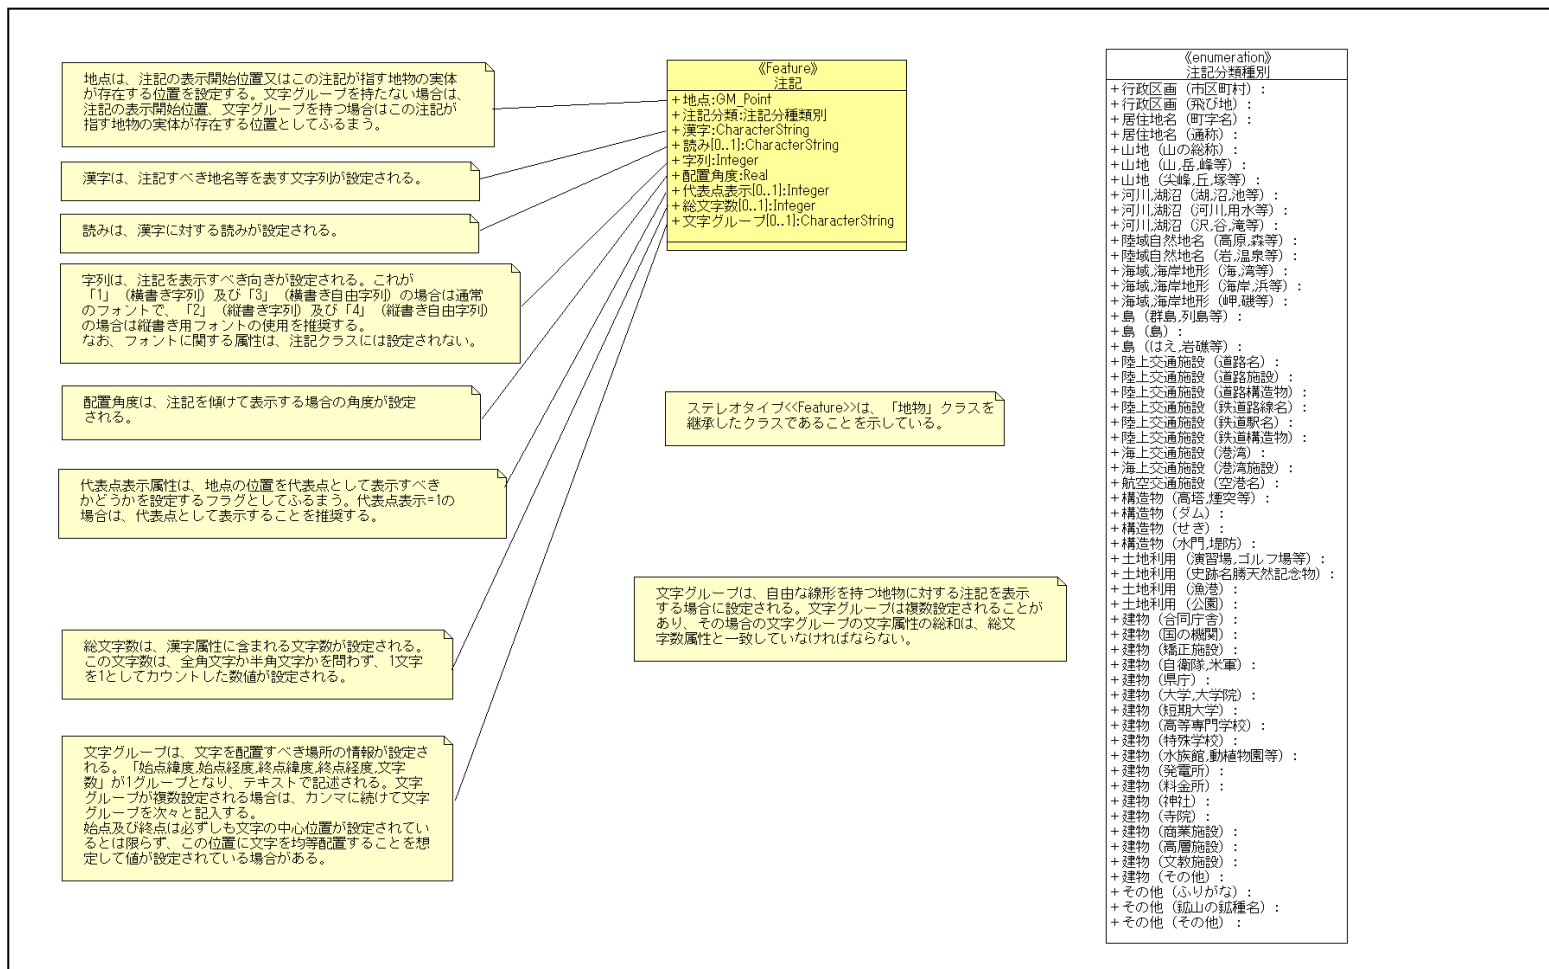 地点は、注記の表示開始位置又はこの注記が指す地物の実体
が存在する位置を設定する。文字グループを持たない場合は、
注記の表示開始位置、文字グループを持つ場合はこの注記が
指す地物の実体が存在する位置としてふるまう。
漢字は、注記すべき地名等を表す文字列が設定される。
読みは、漢字に対する読みが設定される。
字列は、注記を表示すべき向きが設定される。これが
「1」（横書き字列）及び「3」（横書き自由字列）の場合は通常
のフォントで、「2」（縦書き字列）及び「4」（縦書き自由字列）
の場合は縦書き用フォントの使用を推奨する。
なお、フォントに関する属性は、注記クラスには設定されない。
配置角度は、注記を傾けて表示する場合の角度が設定
される。
代表点表示属性は、地点の位置を代表点として表示すべき
かどうかを設定するフラグとしてふるまう。代表点表示=1の
場合は、代表点として表示することを推奨する。
総文字数は、漢字属性に含まれる文字数が設定される。
この文字数は、全角文字か半角文字かを問わず、1文字
を1としてカウントした数値が設定される。
文字グループは、文字を配置すべき場所の情報が設定さ
れる。「始点緯度,始点経度,終点緯度,終点経度,文字
数」が1グループとなり、テキストで記述される。文字
グループが複数設定される場合は、カンマに続けて文字
グループを次々と記入する。
始点及び終点は必ずしも文字の中心位置が設定されてい
るとは限らず、この位置に文字を均等配置することを想
定して値が設定されている場合がある。
《Feature》
注記
+地点:GM_Point
+注記分類:注記分種類別
+漢字:CharacterString
+読み[0..1]:CharacterString
+字列:Integer
+配置角度:Real
+代表点表示[0..1]:Integer
+総文字数[0..1]:Integer
+文字グループ[0..1]:CharacterString
ステレオタイプ<<Feature>>は、「地物」クラスを
継承したクラスであることを示している。
文字グループは、自由な線形を持つ地物に対する注記を表示
する場合に設定される。文字グループは複数設定されることが
あり、その場合の文字グループの文字属性の総和は、総文
字数属性と一致していなければならない。
《enumeration》
注記分類種別
+行政区画（市区町村）:
+行政区画（飛び地）:
+居住地名（町字名）:
+居住地名（通称）:
+山地（山の総称）:
+山地（山,岳,峰等）:
+山地（尖峰,丘,塚等）:
+河川,湖沼（湖,沼,池等）:
+河川,湖沼（河川,用水等）:
+河川,湖沼（沢,谷,滝等）:
+陸域自然地名（高原,森等）:
+陸域自然地名（岩,温泉等）:
+海域,海岸地形（海,湾等）:
+海域,海岸地形（海岸,浜等）:
+海域,海岸地形（岬,磯等）:
+島（群島,列島等）:
+島（島）:
+島（はえ,岩礁等）:
+陸上交通施設（道路名）:
+陸上交通施設（道路施設）:
+陸上交通施設（道路構造物）:
+陸上交通施設（鉄道路線名）:
+陸上交通施設（鉄道駅名）:
+陸上交通施設（鉄道構造物）:
+海上交通施設（港湾）:
+海上交通施設（港湾施設）:
+航空交通施設（空港名）:
+構造物（高塔,煙突等）:
+構造物（ダム）:
+構造物（せき）:
+構造物（水門,堤防）:
+土地利用（演習場,ゴルフ場等）:
+土地利用（史跡名勝天然記念物）:
+土地利用（漁港）:
+土地利用（公園）:
+建物（合同庁舎）:
+建物（国の機関）:
+建物（矯正施設）:
+建物（自衛隊,米軍）:
+建物（県庁）:
+建物（大学,大学院）:
+建物（短期大学）:
+建物（高等専門学校）:
+建物（特殊学校）:
+建物（水族館,動植物園等）:
+建物（発電所）:
+建物（料金所）:
+建物（神社）:
+建物（寺院）:
+建物（商業施設）:
+建物（高層施設）:
+建物（文教施設）:
+建物（その他）:
+その他（ふりがな）:
+その他（鉱山の鉱種名）:
+その他（その他）: